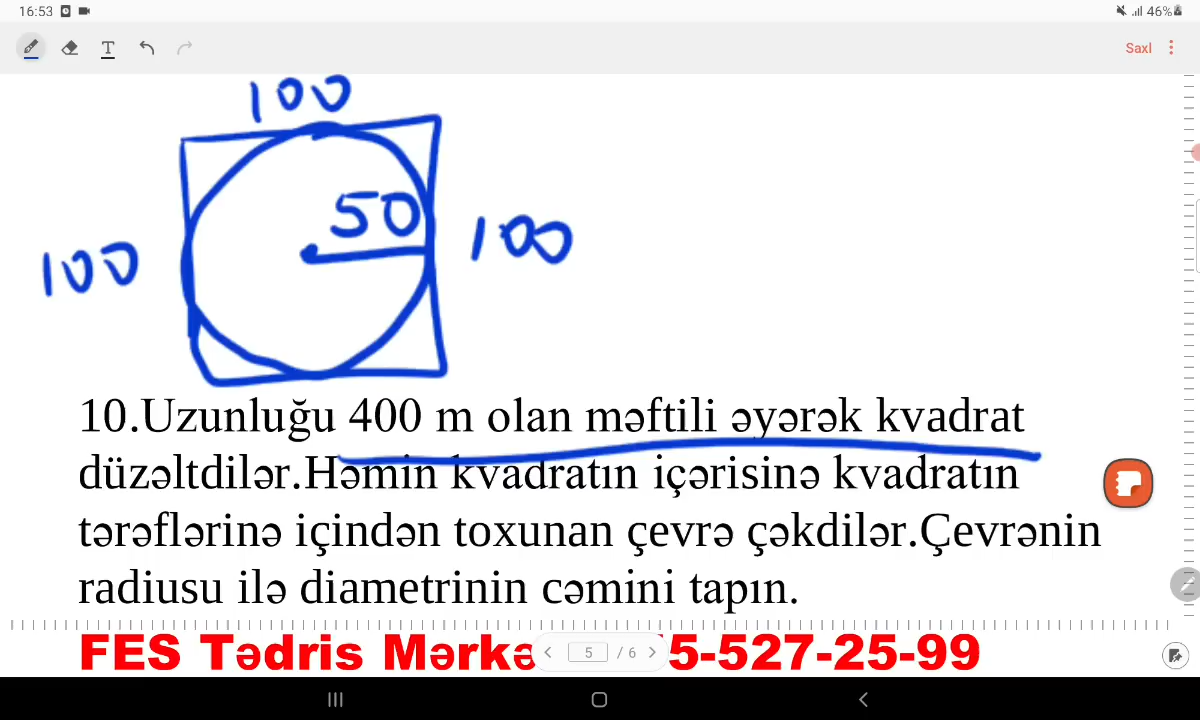 16:53 46%
T Saxl
100
50
100 100
10.Uzunluğu 400 m olan məftili əyərək kvadrat
düzəltdilər.Həmin kvadratın içərisinə kvadratın
tərəflərinə içindən toxunan çevrə çəkdilər.Çevrənin
radiusu ilə diametrinin cəmini tapın.
FES Tədris 5-527-25-99
5 / 6